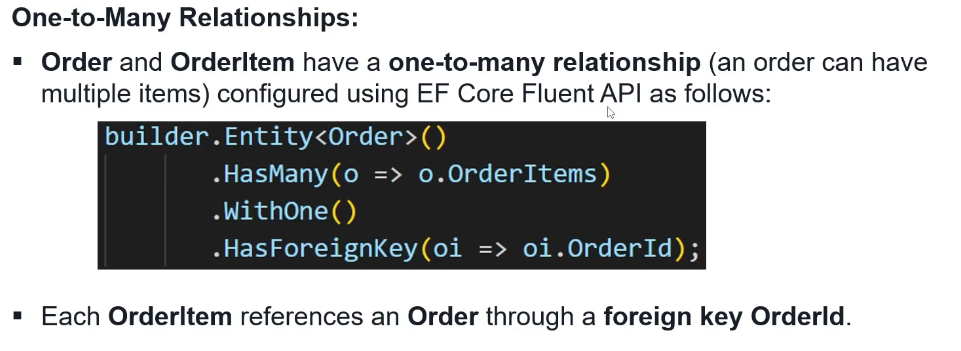 One-to-Many Relationships:
▪ Order and OrderItem have a one-to-many relationship (an order can have
multiple items) configured using EF Core Fluent API as follows:
builder.Entity<Order>()
.HasMany(o => o.OrderItems)
.WithOne()
.HasForeignKey(oi => oi.OrderId);
▪ Each OrderItem references an Order through a foreign key OrderId.